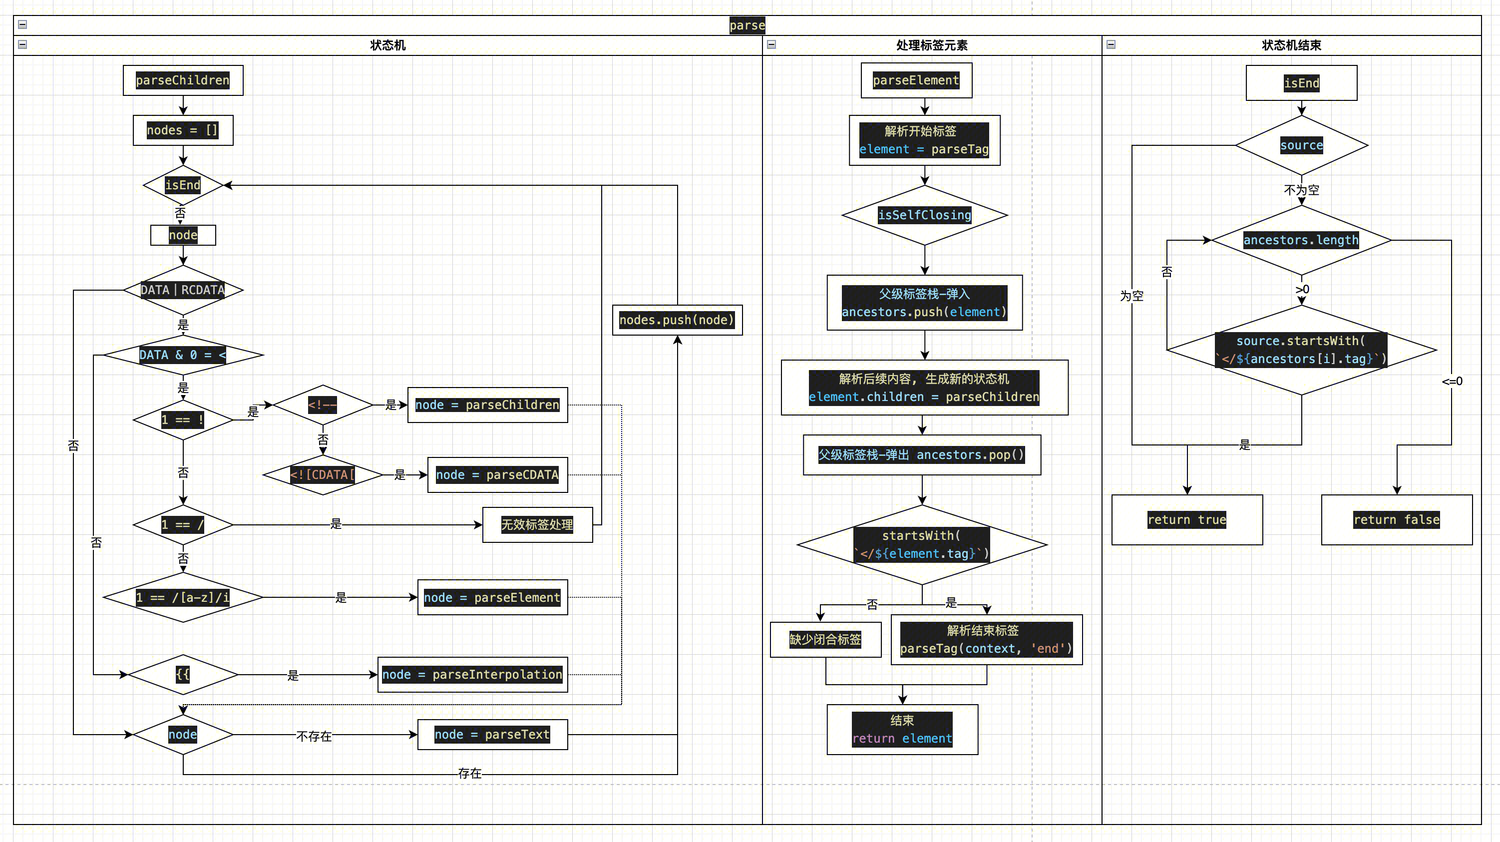 parse
状态机
parseChildren
nodes = []
isEnd
否
node
DATA|RCDATA
是
DATA & 0 = <
是
1 == !
是
<!--
是
node = parseChildren
否
<![CDATA[
是
node = parseCDATA
否
1 == /
是
无效标签处理
否
1 == /[a-z]/i
是
node = parseElement
否
{{
是
node = parseInterpolation
否
node
不存在
node = parseText
存在
nodes.push(node)
处理标签元素
parseElement
解析开始标签
element = parseTag
isSelfClosing
父级标签栈-弹入
ancestors.push(element)
解析后续内容, 生成新的状态机
element.children = parseChildren
父级标签栈-弹出 ancestors.pop()
startsWith(
`</${element.tag}`)
否
是
缺少闭合标签
解析结束标签
parseTag(context, 'end')
结束
return element
状态机结束
isEnd
source
不为空
ancestors.length
否
为空
>0
source.startsWith(
`</${ancestors[i].tag}`)
<=0
是
return true
return false